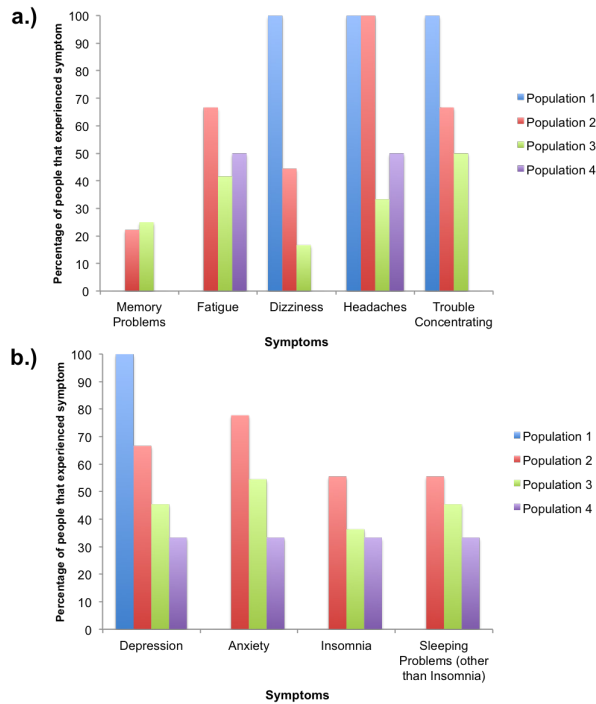 a.)
Percentage of people that experienced symptom
100
90
80
70
60
50
40
30
20
10
0
Memory
Problems
Fatigue
Dizziness
Headaches
Trouble
Concentrating
Symptoms
Population 1
Population 2
Population 3
Population 4
b.)
Percentage of people that experienced symptom
100
90
80
70
60
50
40
30
20
10
0
Depression
Anxiety
Insomnia
Sleeping
Problems (other
than Insomnia)
Symptoms
Population 1
Population 2
Population 3
Population 4